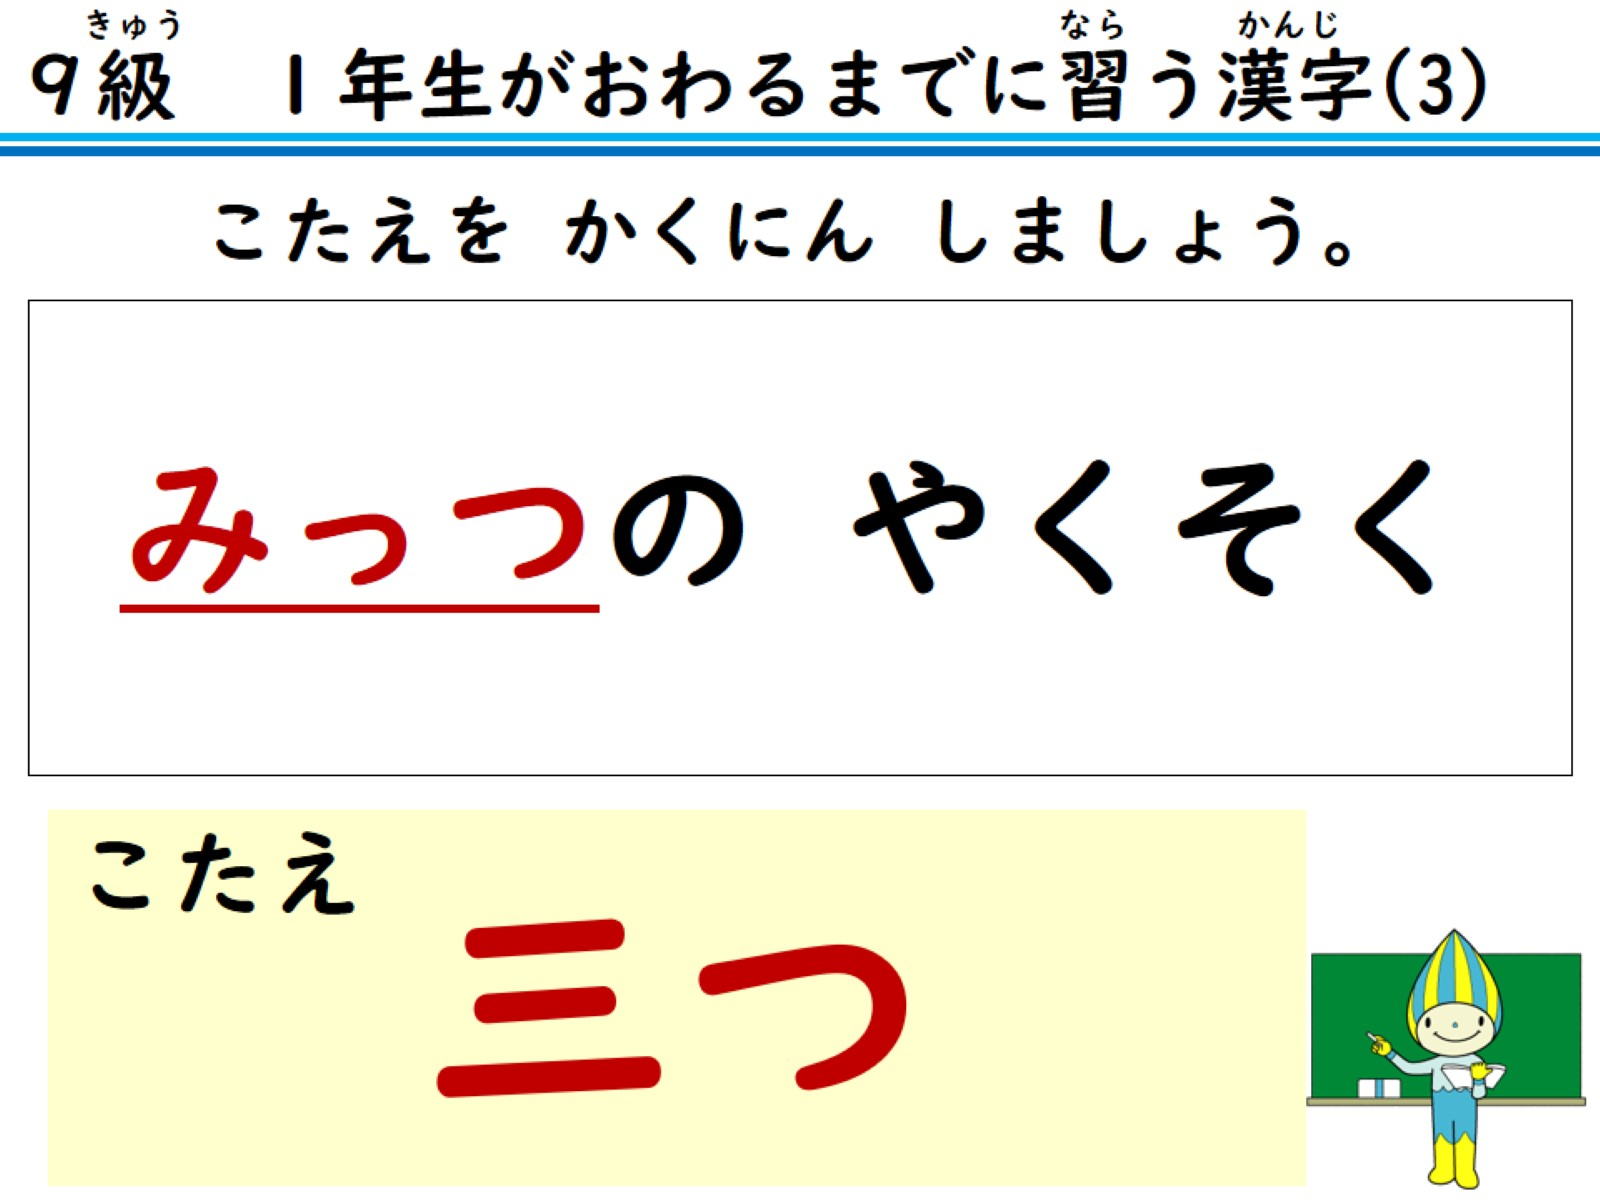 きゅう なら かんじ
9級 1年生がおわるまでに習う漢字(3)
こたえを かくにん しましょう。
みっつの やくそく
こたえ
三つ